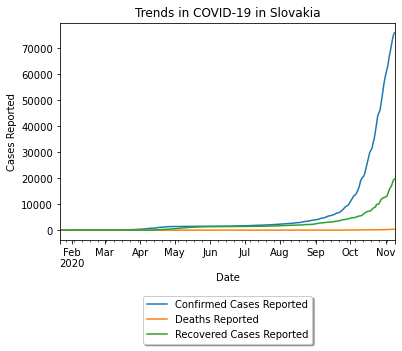 Trends in COVID-19 in Slovakia
Cases Reported
70000
60000
50000
40000
30000
20000
10000
0
Feb Mar Apr May Jun Jul Aug Sep Oct Nov
2020
Date
Confirmed Cases Reported
Deaths Reported
Recovered Cases Reported